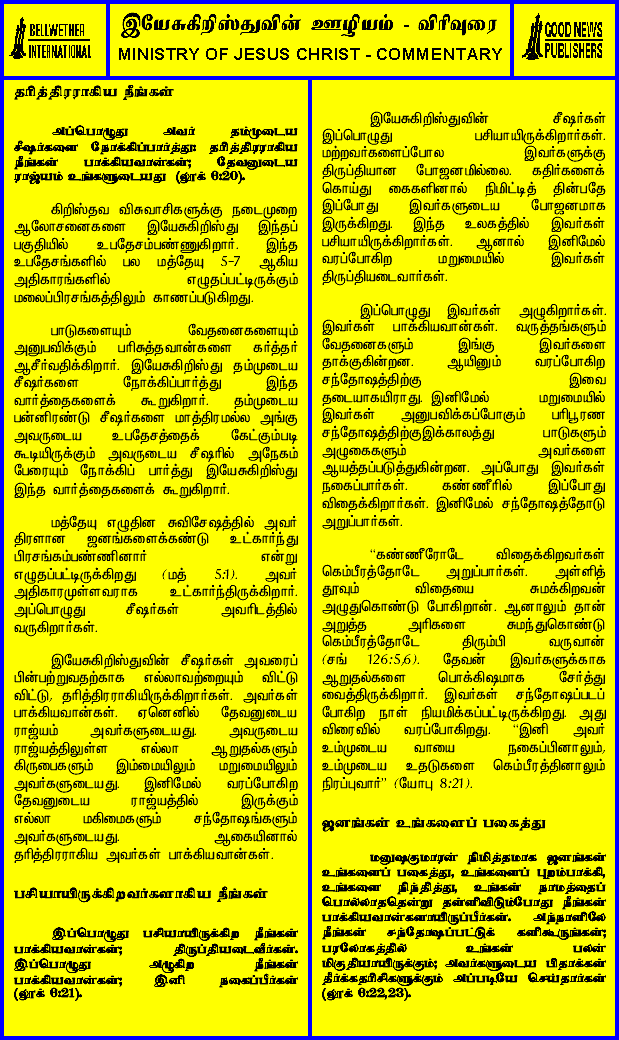 BELLWETHER
INTERNATIONAL
இயேசுகிறிஸ்துவின் ஊழியம் - விரிவுரை
MINISTRY OF JESUS CHRIST - COMMENTARY
GOOD NEWS
PUBLISHERS
தரித்திரராகிய நீங்கள்
அப்பொழுது அவர் தம்முடைய
சீஷர்களை நோக்கிப்பார்த்து: தரித்திரராகிய
நீங்கள் பாக்கியவான்கள்; தேவனுடைய
ராஜ்யம் உங்களுடையது (லூக் 6:20).
கிறிஸ்தவ விசுவாசிகளுக்கு நடைமுறை
ஆலோசனைகளை இயேசுகிறிஸ்து இந்தப்
பகுதியில் உபதேசம்பண்ணுகிறார். இந்த
உபதேசங்களில் பல மத்தேயு 5-7 ஆகிய
அதிகாரங்களில் எழுதப்பட்டிருக்கும்
மலைப்பிரசங்கத்திலும் காணப்படுகிறது.
பாடுகளையும் வேதனைகளையும்
அனுபவிக்கும் பரிசுத்தவான்களை கர்த்தர்
ஆசீர்வதிக்கிறார். இயேசுகிறிஸ்து தம்முடைய
சீஷர்களை நோக்கிப்பார்த்து இந்த
வார்த்தைகளைக் கூறுகிறார். தம்முடைய
பன்னிரண்டு சீஷர்களை மாத்திரமல்ல அங்கு
அவருடைய உபதேசத்தைக் கேட்கும்படி
கூடியிருக்கும் அவருடைய சீஷரில் அநேகம்
பேரையும் நோக்கிப் பார்த்து இயேசுகிறிஸ்து
இந்த வார்த்தைகளைக் கூறுகிறார்.
மத்தேயு எழுதின சுவிசேஷத்தில் அவர்
திரளான ஜனங்களைக்கண்டு உட்கார்ந்து
பிரசங்கம்பண்ணினார் என்று
எழுதப்பட்டிருக்கிறது (மத் 5:1). அவர்
அதிகாரமுள்ளவராக உட்கார்ந்திருக்கிறார்.
அப்பொழுது சீஷர்கள் அவரிடத்தில்
வருகிறார்கள்.
இயேசுகிறிஸ்துவின் சீஷர்கள் அவரைப்
பின்பற்றுவதற்காக எல்லாவற்றையும் விட்டு
விட்டு, தரித்திரராகியிருக்கிறார்கள். அவர்கள்
பாக்கியவான்கள். ஏனெனில் தேவனுடைய
ராஜ்யம் அவர்களுடையது. அவருடைய
ராஜ்யத்திலுள்ள எல்லா ஆறுதல்களும்
கிருபைகளும் இம்மையிலும் மறுமையிலும்
அவர்களுடையது. இனிமேல் வரப்போகிற
தேவனுடைய ராஜ்யத்தில் இருக்கும்
எல்லா மகிமைகளும் சந்தோஷங்களும்
அவர்களுடையது. ஆகையினால்
தரித்திரராகிய அவர்கள் பாக்கியவான்கள்.
பசியாயிருக்கிறவர்களாகிய நீங்கள்
இப்பொழுது பசியாயிருக்கிற நீங்கள்
பாக்கியவான்கள்; திருப்தியடைவீர்கள்.
இப்பொழுது அழுகிற நீங்கள்
பாக்கியவான்கள்; இனி நகைப்பீர்கள்
(லூக் 6:21).
இயேசுகிறிஸ்துவின் சீஷர்கள்
இப்பொழுது பசியாயிருக்கிறார்கள்.
மற்றவர்களைப்போல இவர்களுக்கு
திருப்தியான போஜனமில்லை. கதிர்களைக்
கொய்து கைகளினால் நிமிட்டித் தின்பதே
இப்போது இவர்களுடைய போஜனமாக
இருக்கிறது. இந்த உலகத்தில் இவர்கள்
பசியாயிருக்கிறார்கள். ஆனால் இனிமேல்
வரப்போகிற மறுமையில் இவர்கள்
திருப்தியடைவார்கள்.
இப்பொழுது இவர்கள் அழுகிறார்கள்.
இவர்கள் பாக்கியவான்கள். வருத்தங்களும்
வேதனைகளும் இங்கு இவர்களை
தாக்குகின்றன. ஆயினும் வரப்போகிற
சந்தோஷத்திற்கு இவை
தடையாகயிராது. இனிமேல் மறுமையில்
இவர்கள் அனுபவிக்கப்போகும் பரிபூரண
சந்தோஷத்திற்குஇக்காலத்து பாடுகளும்
அழுகைகளும் அவர்களை
ஆயத்தப்படுத்துகின்றன. அப்போது இவர்கள்
நகைப்பார்கள். கண்ணீரில் இப்போது
விதைக்கிறார்கள். இனிமேல் சந்தோஷத்தோடு
அறுப்பார்கள்.
“கண்ணீரோடே விதைக்கிறவர்கள்
கெம்பீரத்தோடே அறுப்பார்கள். அள்ளித்
தூவும் விதையை சுமக்கிறவன்
அழுதுகொண்டு போகிறான். ஆனாலும் தான்
அறுத்த அரிகளை சுமந்துகொண்டு
கெம்பீரத்தோடே திரும்பி வருவான்
(சங் 126:5,6). தேவன் இவர்களுக்காக
ஆறுதல்களை பொக்கிஷமாக சேர்த்து
வைத்திருக்கிறார். இவர்கள் சந்தோஷப்படப்
போகிற நாள் நியமிக்கப்பட்டிருக்கிறது. அது
விரைவில் வரப்போகிறது. “இனி அவர்
உம்முடைய வாயை நகைப்பினாலும்,
உம்முடைய உதடுகளை கெம்பீரத்தினாலும்
நிரப்புவார்” (யோபு 8:21).
ஜனங்கள் உங்களைப் பகைத்து
மனுஷகுமாரன் நிமித்தமாக ஜனங்கள்
உங்களைப் பகைத்து, உங்களைப் புறம்பாக்கி,
உங்களை நிந்தித்து, உங்கள் நாமத்தைப்
பொல்லாததென்று தள்ளிவிடும்போது நீங்கள்
பாக்கியவான்களாயிருப்பீர்கள். அந்நாளிலே
நீங்கள் சந்தோஷப்பட்டுக் களிகூருங்கள்;
பரலோகத்தில் உங்கள் பலன்
மிகுதியாயிருக்கும்; அவர்களுடைய பிதாக்கள்
தீர்க்கதரிசிகளுக்கும் அப்படியே செய்தார்கள்
(லூக் 6:22,23).